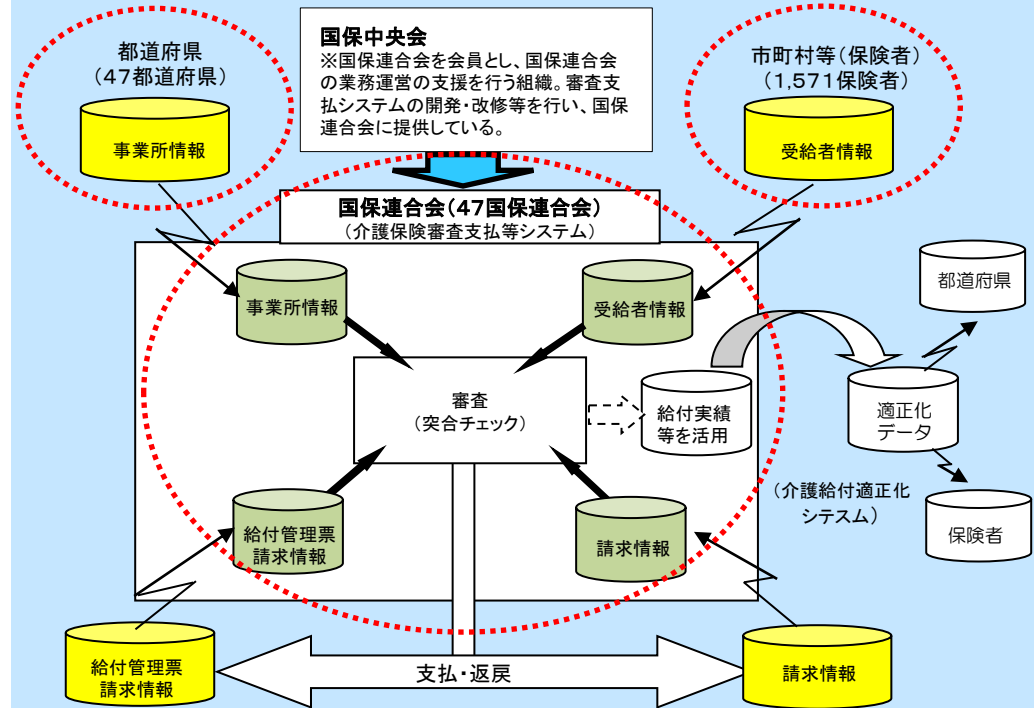 国保中央会
※国保連合会を会員とし、国保連合会
の業務運営の支援を行う組織。審査支
払システムの開発・改修等を行い、国保
連合会に提供している。
都道府県
(47都道府県)
事業所情報
市町村等(保険者)
(1,571保険者)
受給者情報
国保連合会(47国保連合会)
(介護保険審査支払等システム)
事業所情報
受給者情報
都道府県
審査
(突合チェック)
給付実績
等を活用
適正化
データ
(介護給付適正化
シテスム)
給付管理票
請求情報
請求情報
保険者
給付管理票
請求情報
支払・返戻
請求情報